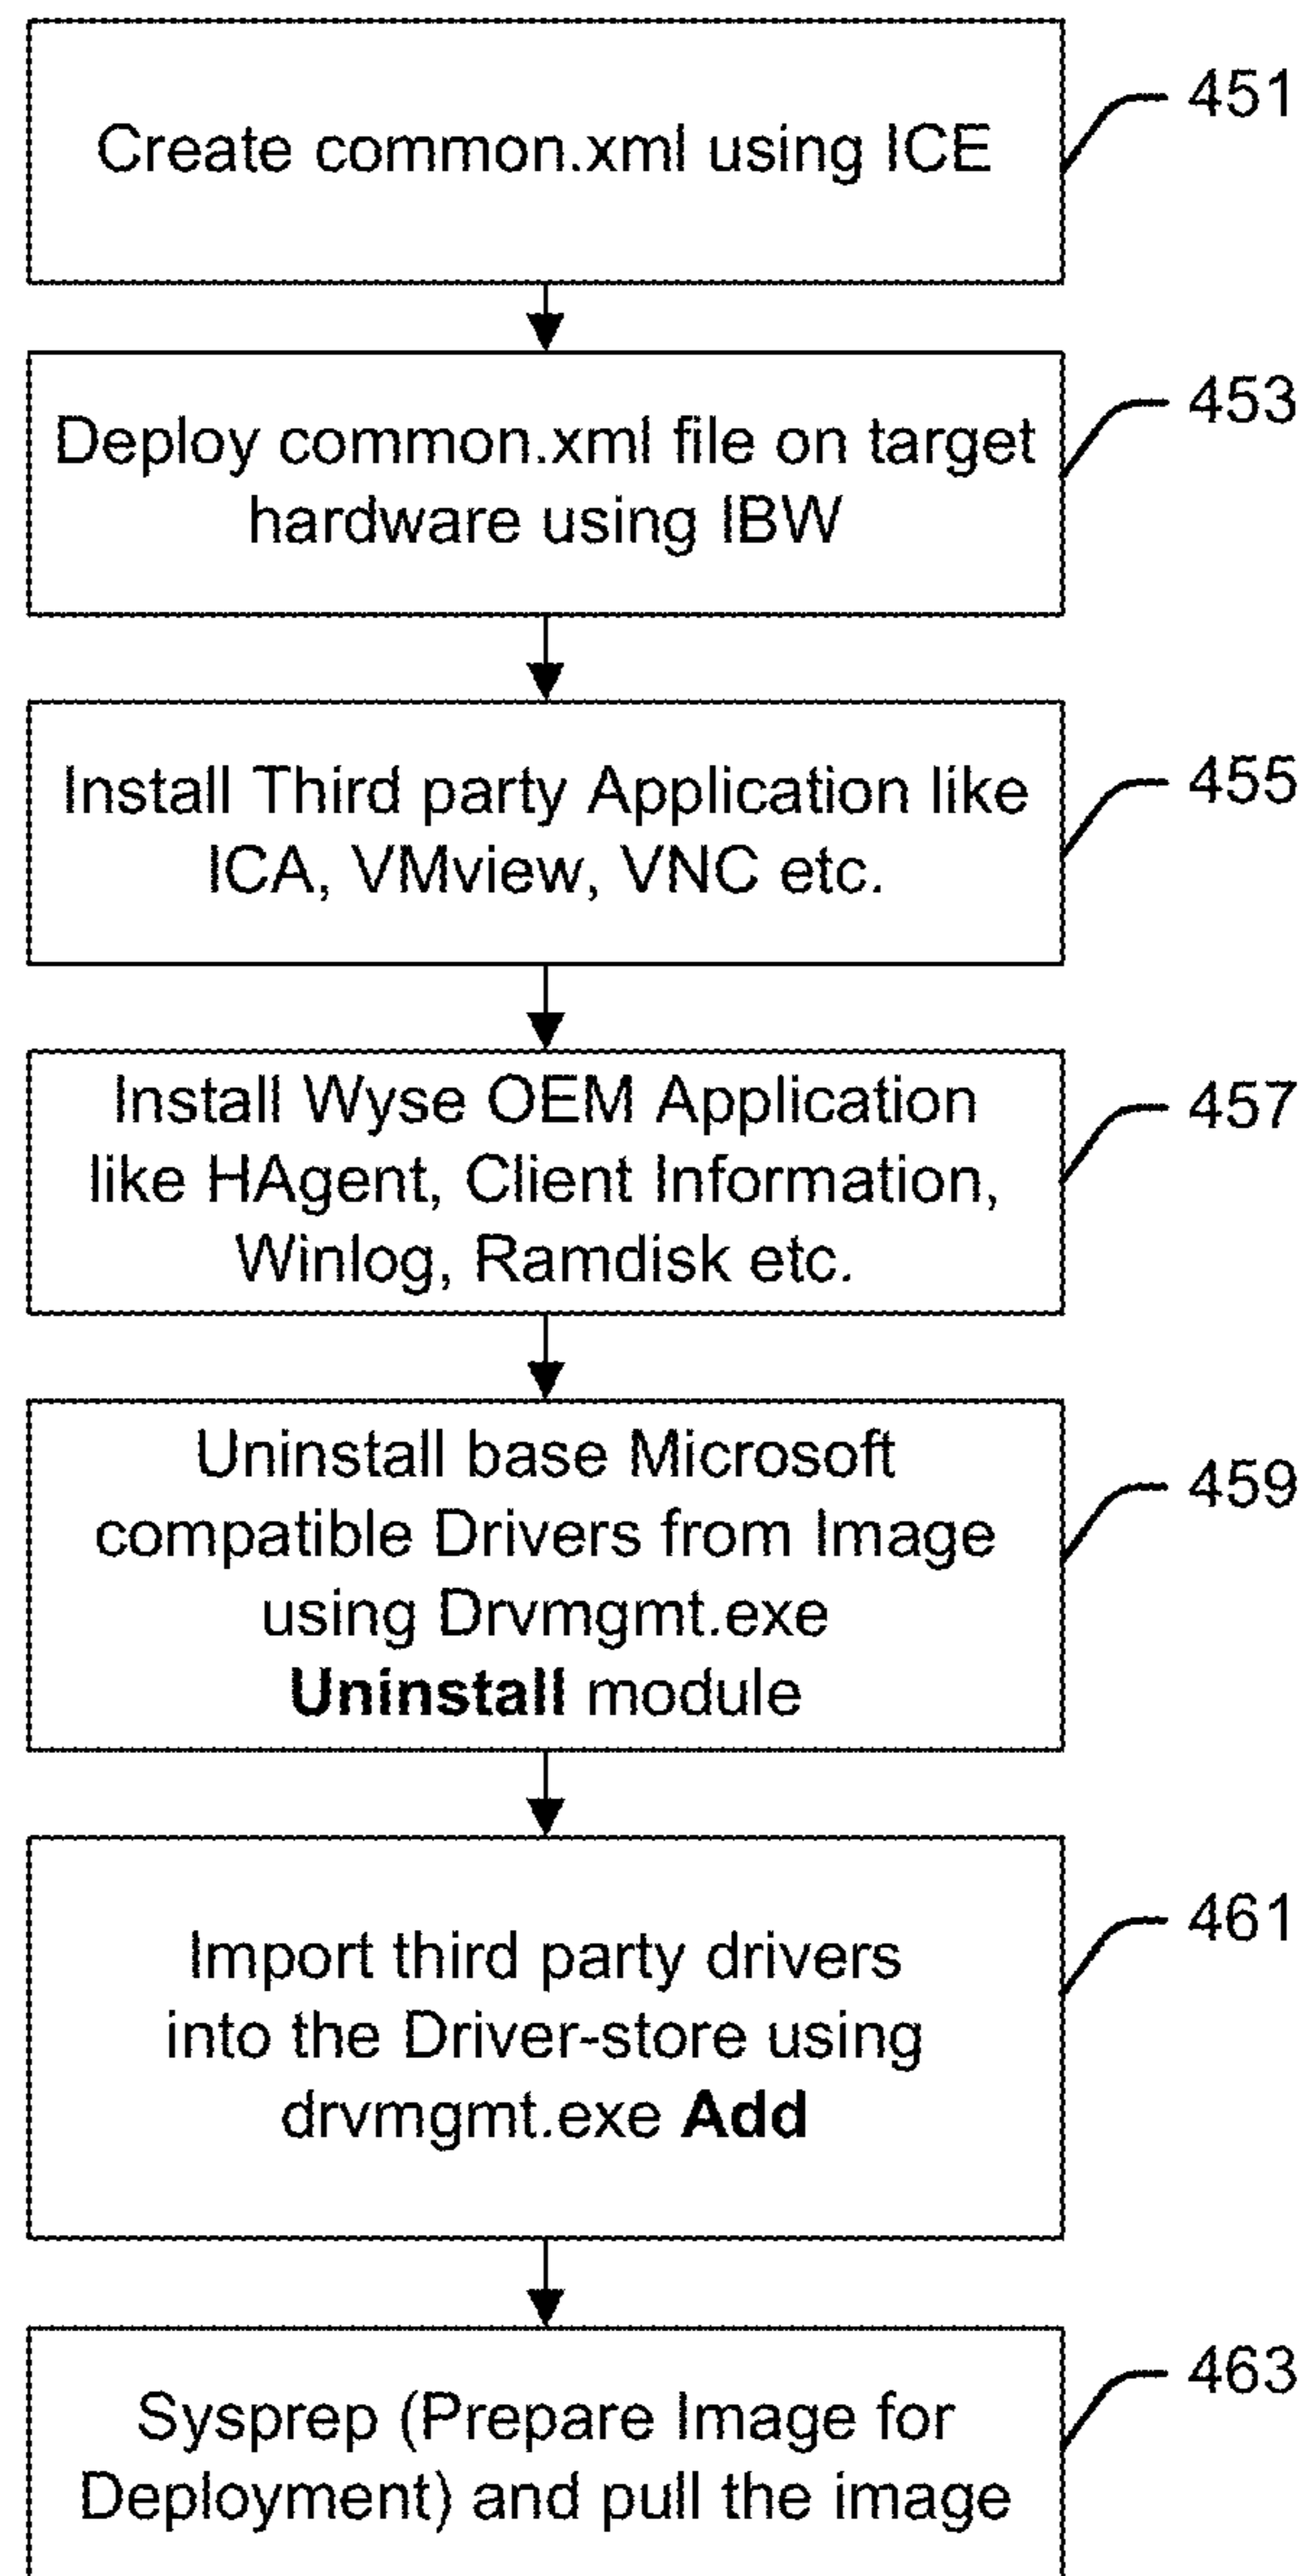 Create common.xml using ICE
451
Deploy common.xml file on target
hardware using IBW
453
Install Third party Application like
ICA, VMview, VNC etc.
455
Install Wyse OEM Application
like HAgent, Client Information,
Winlog, Ramdisk etc.
457
Uninstall base Microsoft
compatible Drivers from Image
using Drvmgmt.exe
Uninstall module
459
Import third party drivers
into the Driver-store using
drvmgmt.exe Add
461
Sysprep (Prepare Image for
Deployment) and pull the image
463